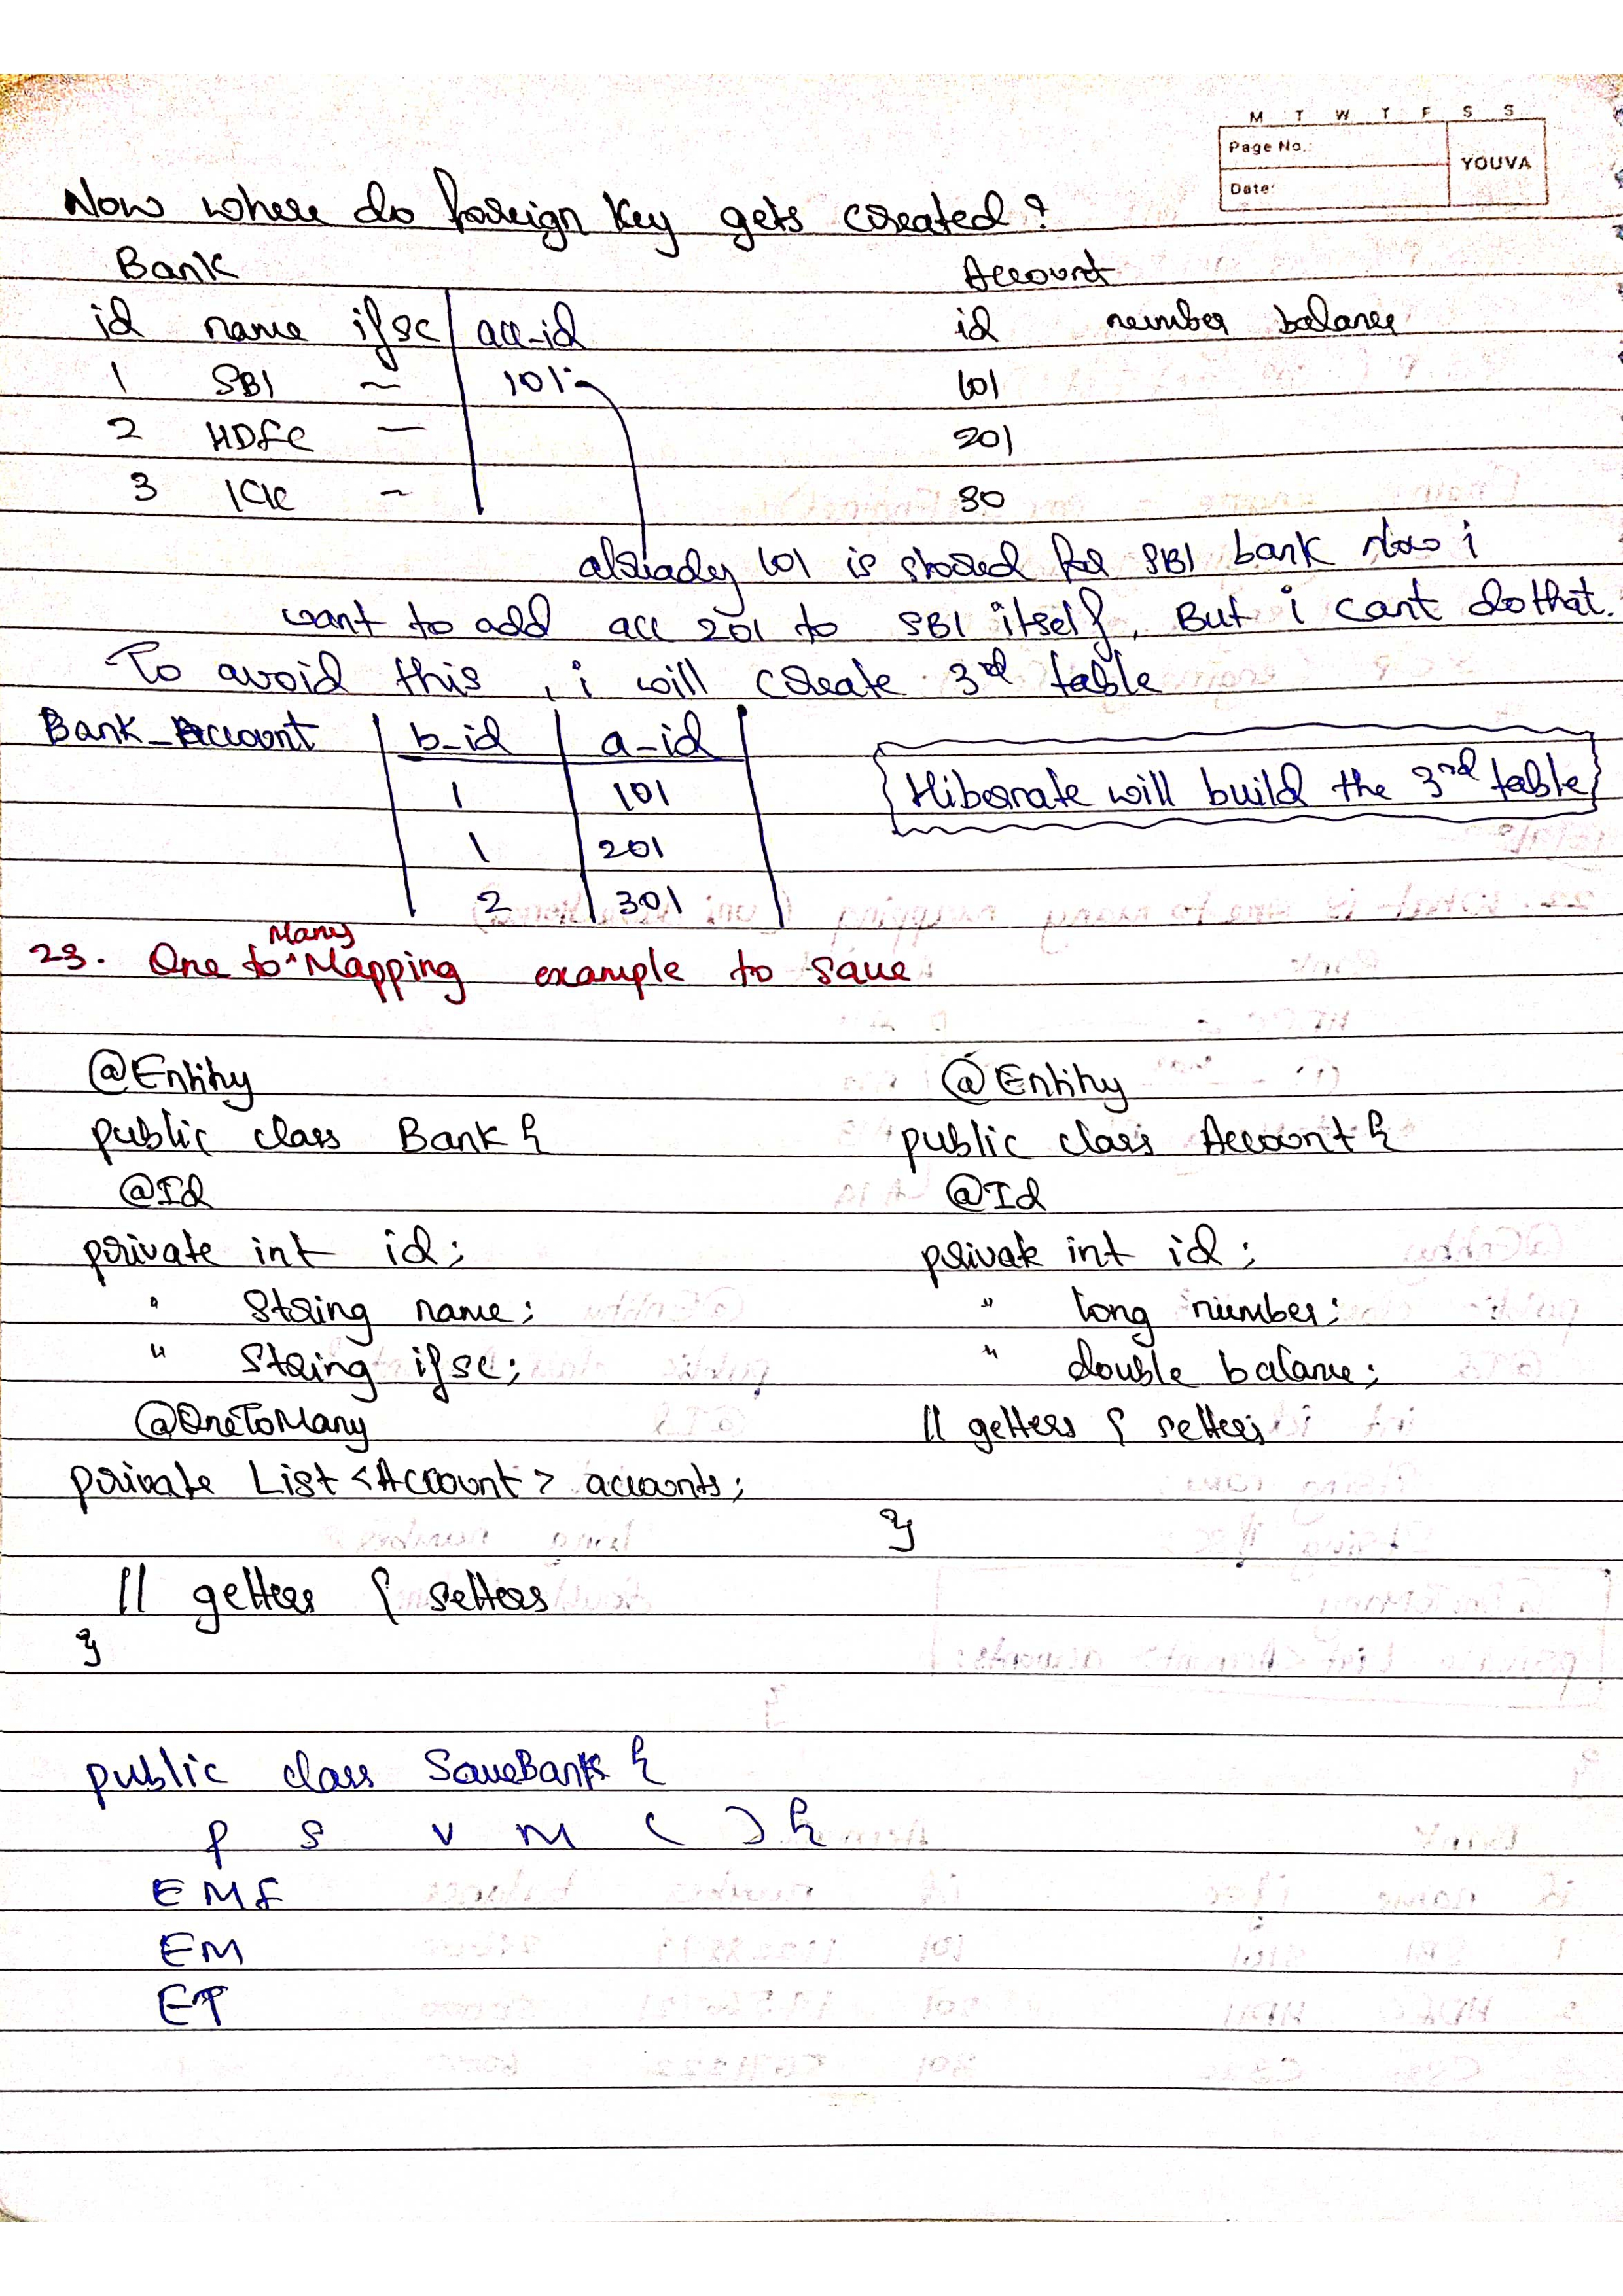 M T W T F S S
Page No.:
YOUVA
Date:
Now where do foreign key gets created?
Bank Account
id name ifsc acc_id id number balance
1 SBI ~ 101 101
2 HDFC — 201
3 ICIC ~ 30
already 101 is stored for SBI bank Now i
want to add acc 201 to SBI itself, But i cant do that.
To avoid this, i will create 3rd table
Bank_Account b_id a_id
1 101 Hibernate will build the 3rd table
1 201
2 301
23. One to Many Mapping example to save
@Entity @Entity
public class Bank { public class Account {
@Id @Id
private int id; private int id;
" String name; " long number;
" String ifsc; " double balance;
@OneToMany // getters & setters
private List <Account> accounts;
}
// getters & setters
}
public class SaveBank {
p s v m ( ) {
EMF
EM
ET